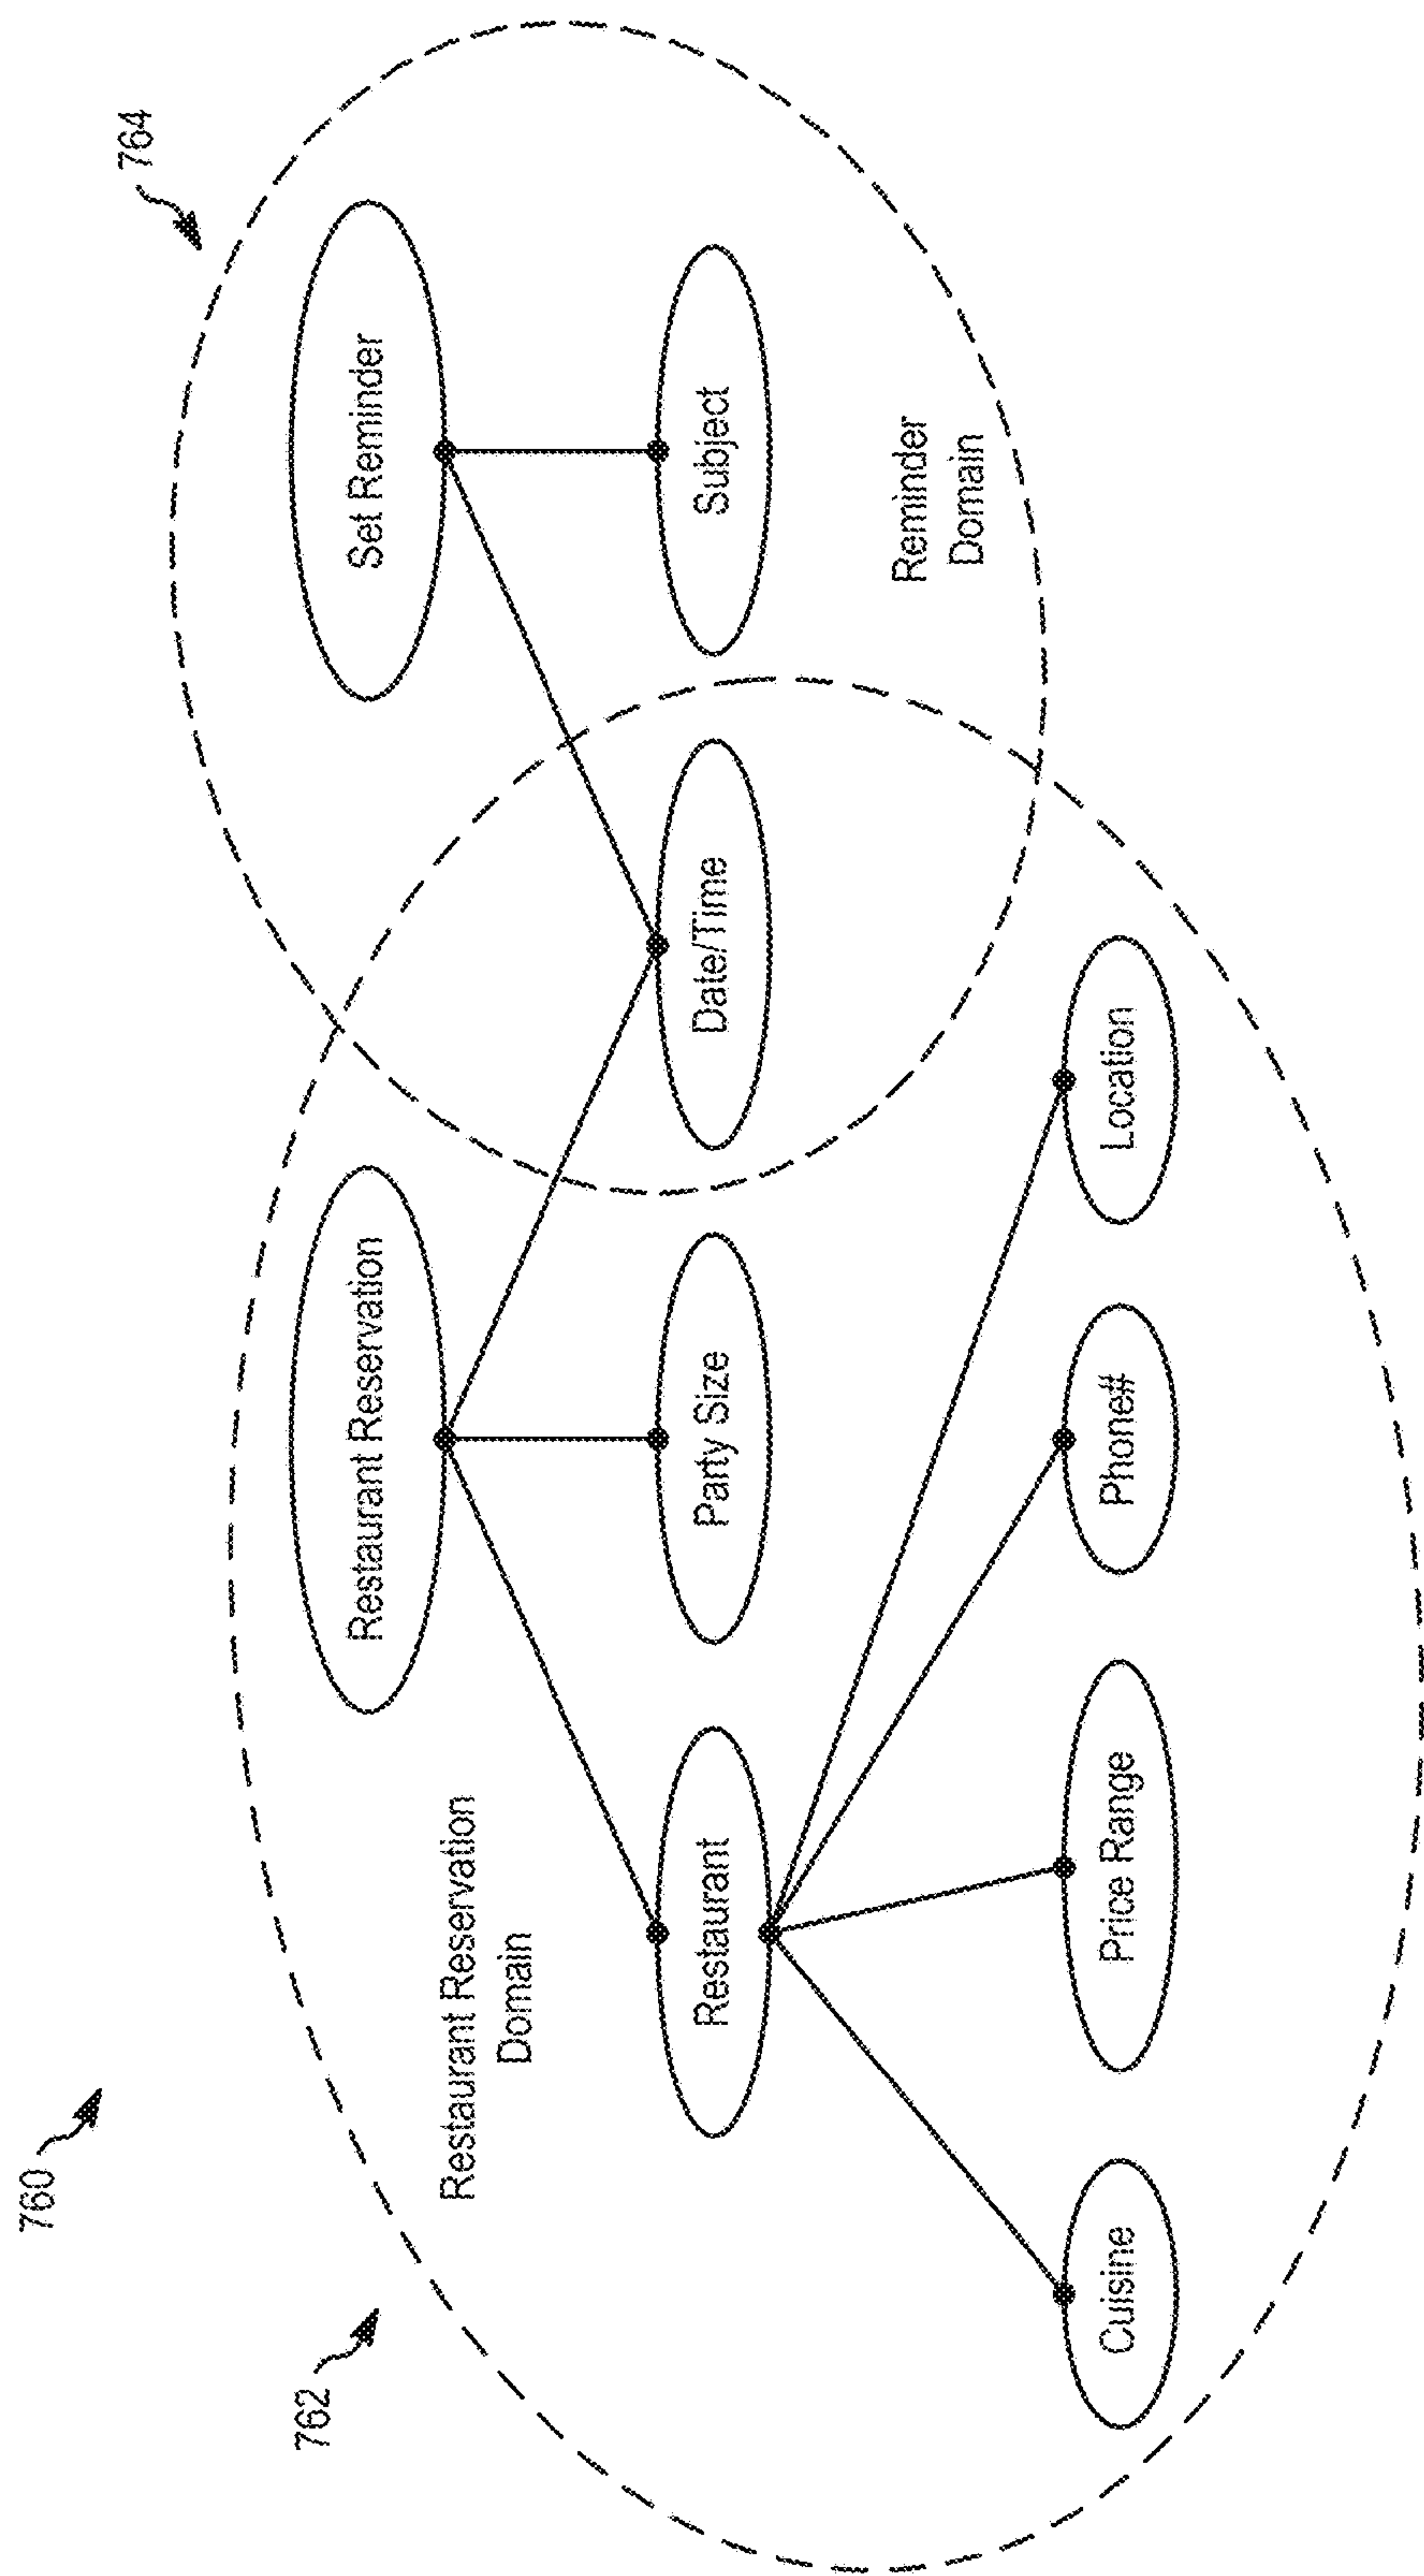 760
762
764
Restaurant Reservation
Set Reminder
Restaurant Reservation
Domain
Restaurant
Party Size
Date/Time
Subject
Reminder
Domain
Cuisine
Price Range
Phone#
Location